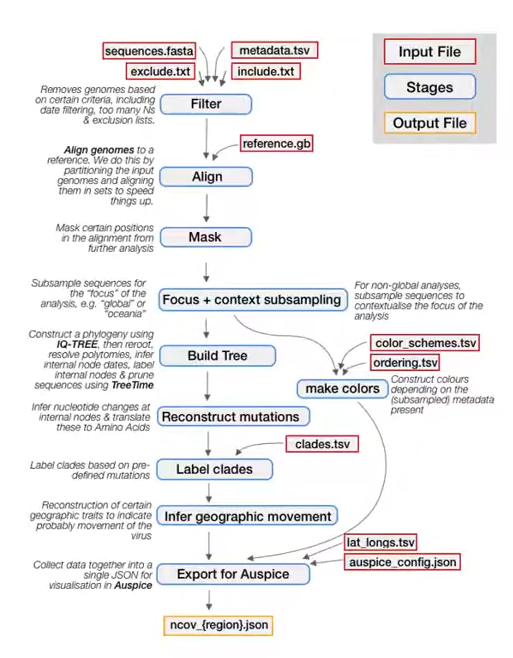 sequences.fasta
metadata.tsv
exclude.txt
include.txt
Input File
Stages
Output File
Removes genomes based
on certain criteria, including
date filtering, too many Ns
& exclusion lists.
Filter
reference.gb
Align genomes to a
reference. We do this by
partitioning the input
genomes and aligning
them in sets to speed
things up.
Align
Mask certain positions
in the alignment from
further analysis
Mask
Subsample sequences for
the "focus" of the
analysis, e.g. "global" or
"oceania"
Focus + context subsampling
For non-global analyses,
subsample sequences to
contextualise the focus of the
analysis
Construct a phylogeny using
IQ-TREE, then reroot,
resolve polytomies, infer
internal node dates, label
internal nodes & prune
sequences using TreeTime
Build Tree
color_schemes.tsv
ordering.tsv
make colors
Construct colours
depending on the
(subsampled) metadata
present
Infer nucleotide changes at
internal nodes & translate
these to Amino Acids
Reconstruct mutations
clades.tsv
Label clades based on pre-
defined mutations
Label clades
Reconstruction of certain
geographic traits to indicate
probably movement of the
virus
Infer geographic movement
lat_longs.tsv
auspice_config.json
Collect data together into a
single JSON for
visualisation in Auspice
Export for Auspice
ncov_{region}.json